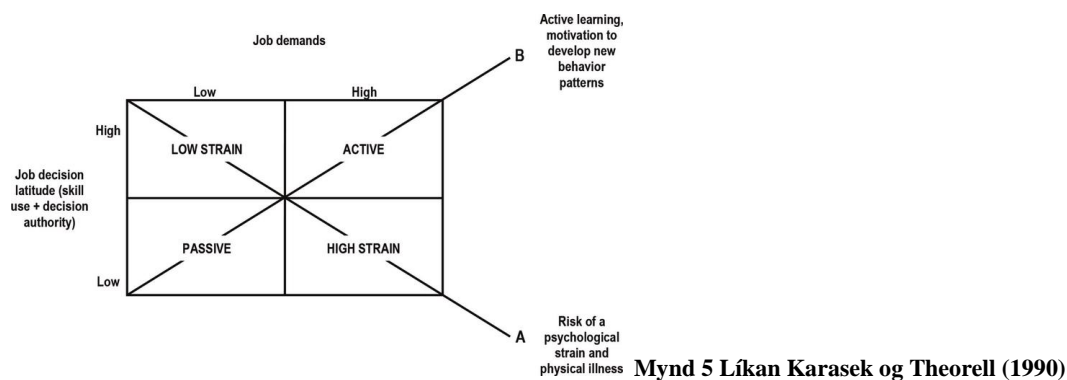 Job demands
Active learning,
motivation to
develop new
behavior
patterns
B
Low
High
High
LOW STRAIN
ACTIVE
Job decision
latitude (skill
use + decision
authority)
PASSIVE
HIGH STRAIN
Low
A
Risk of a
psychological
strain and
physical illness
Mynd 5 Líkan Karasek og Theorell (1990)